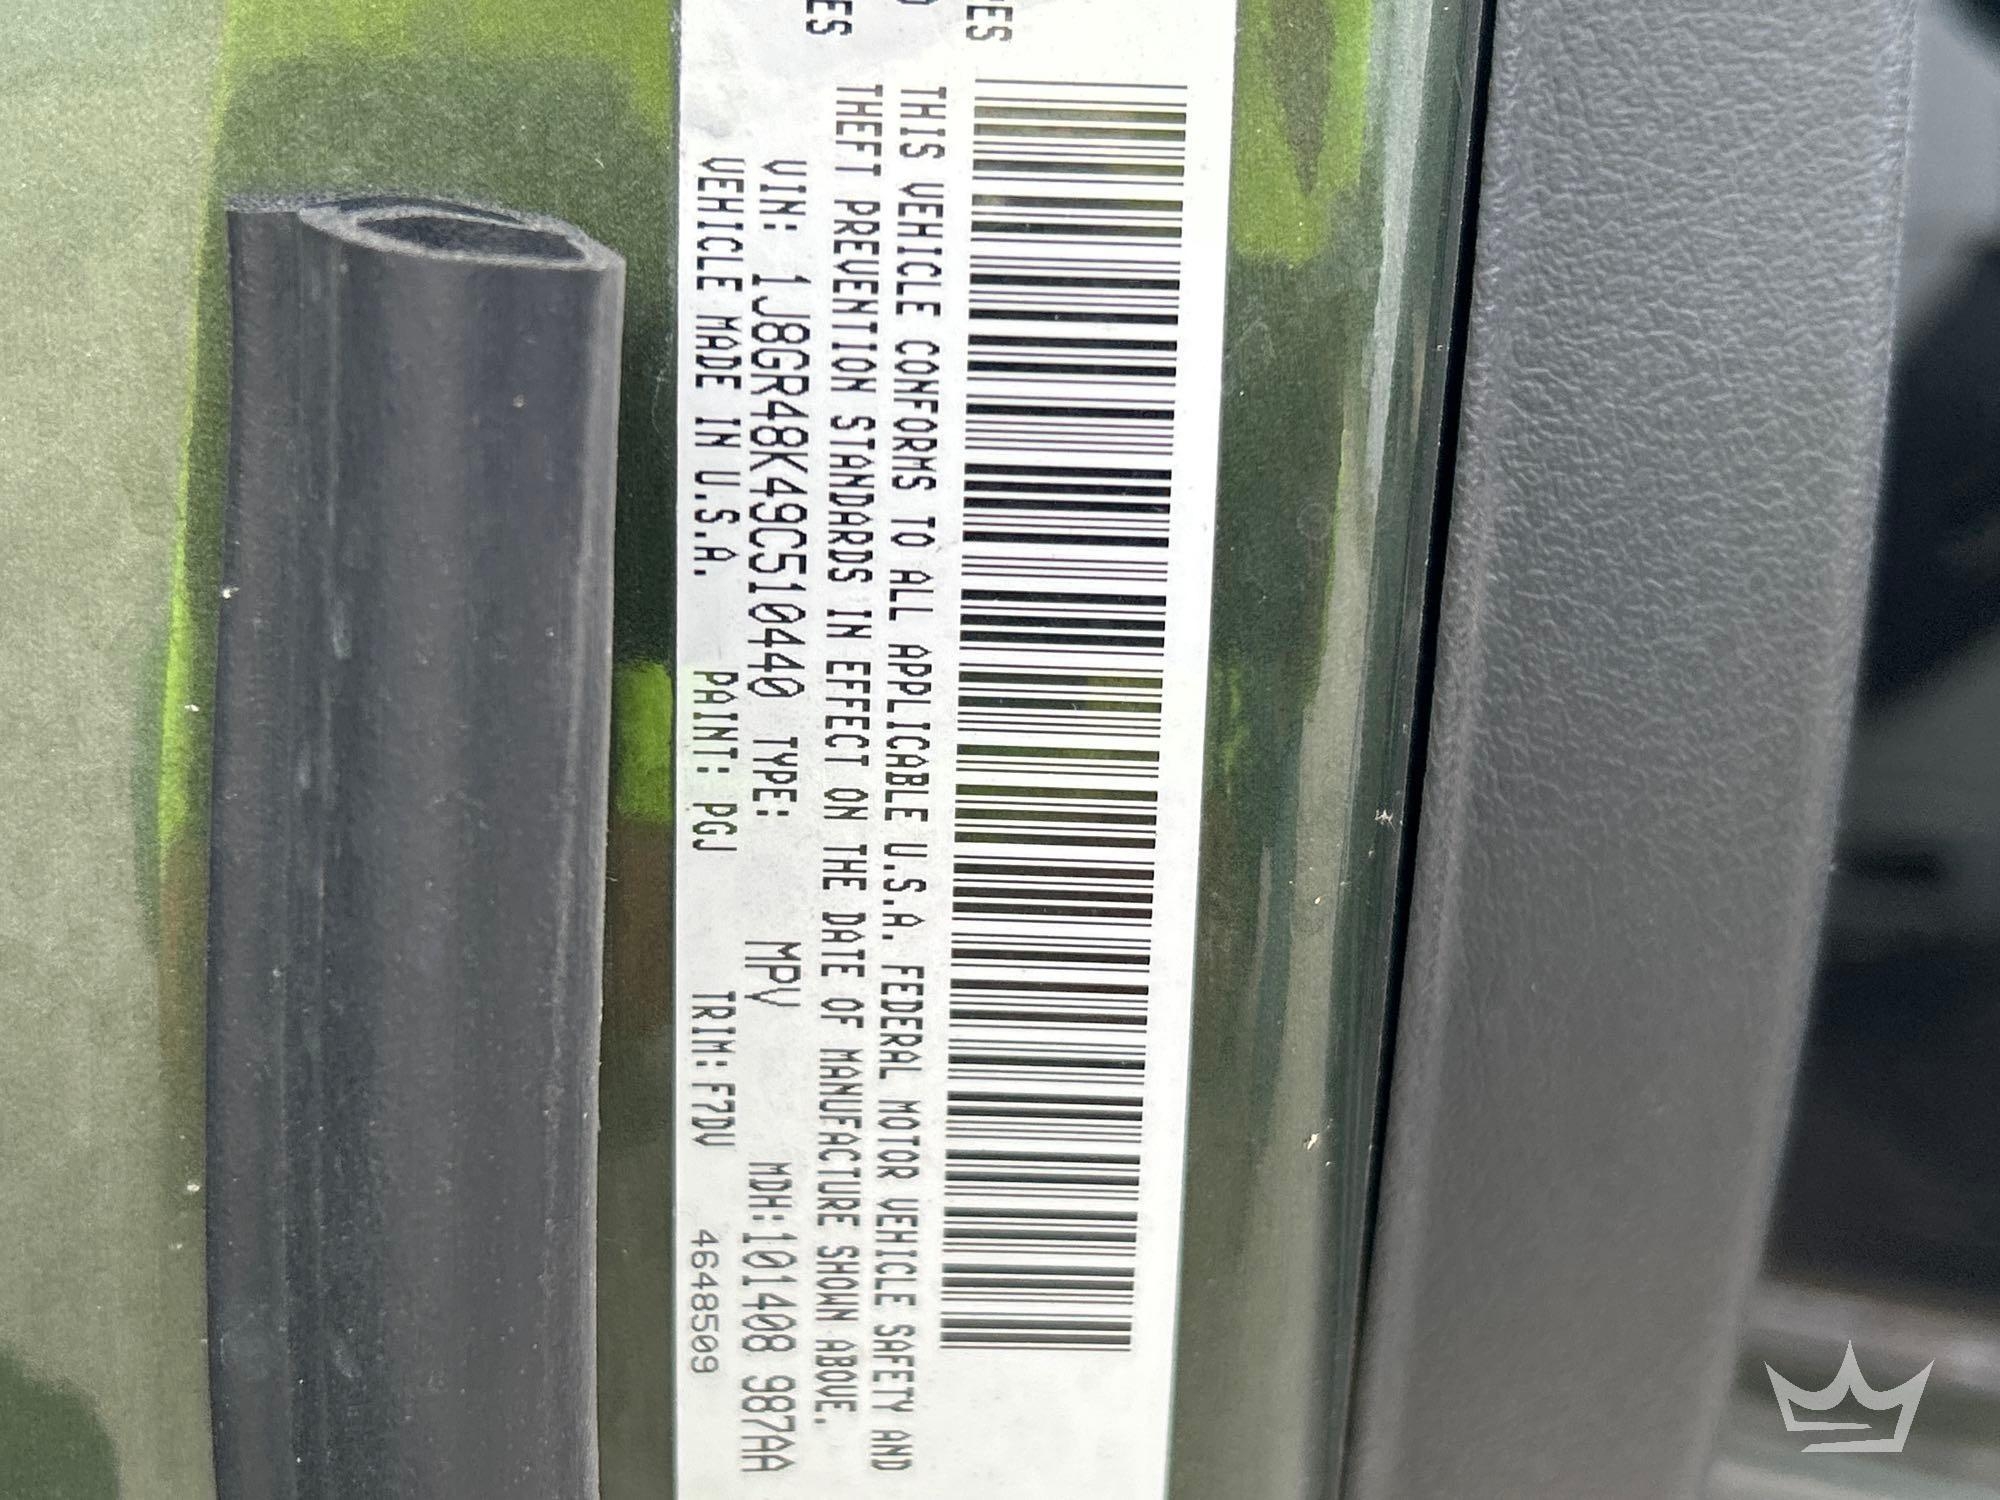 THIS VEHICLE CONFORMS TO ALL APPLICABLE U.S.A. FEDERAL MOTOR VEHICLE SAFETY AND
THEFT PREVENTION STANDARDS IN EFFECT ON THE DATE OF MANUFACTURE SHOWN ABOVE.
VIN: 1J8GR48K49C510440 TYPE: MPV MDH:101408 987AA
VEHICLE MADE IN U.S.A. PAINT: PGJ TRIM: F7DV 4648509